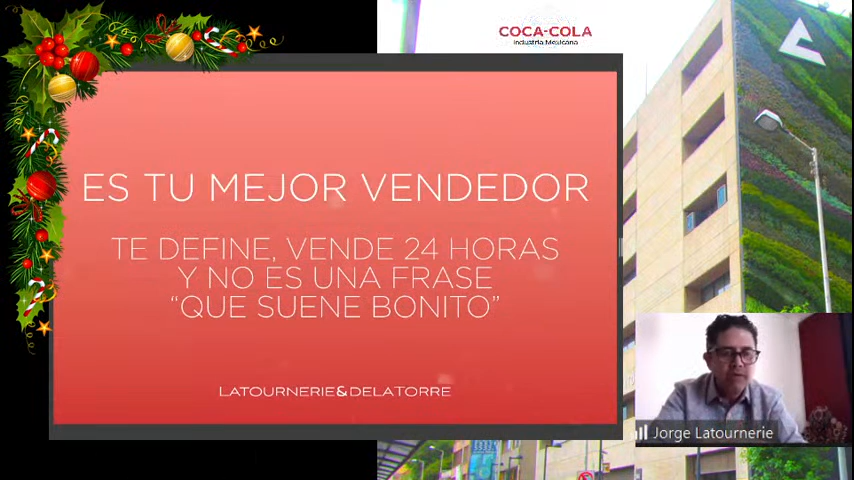 COCA-COLA
Industria Mexicana
ES TU MEJOR VENDEDOR
TE DEFINE, VENDE 24 HORAS
Y NO ES UNA FRASE
“QUE SUENE BONITO”
LATOURNERIE&DELATORRE
Jorge Latournerie